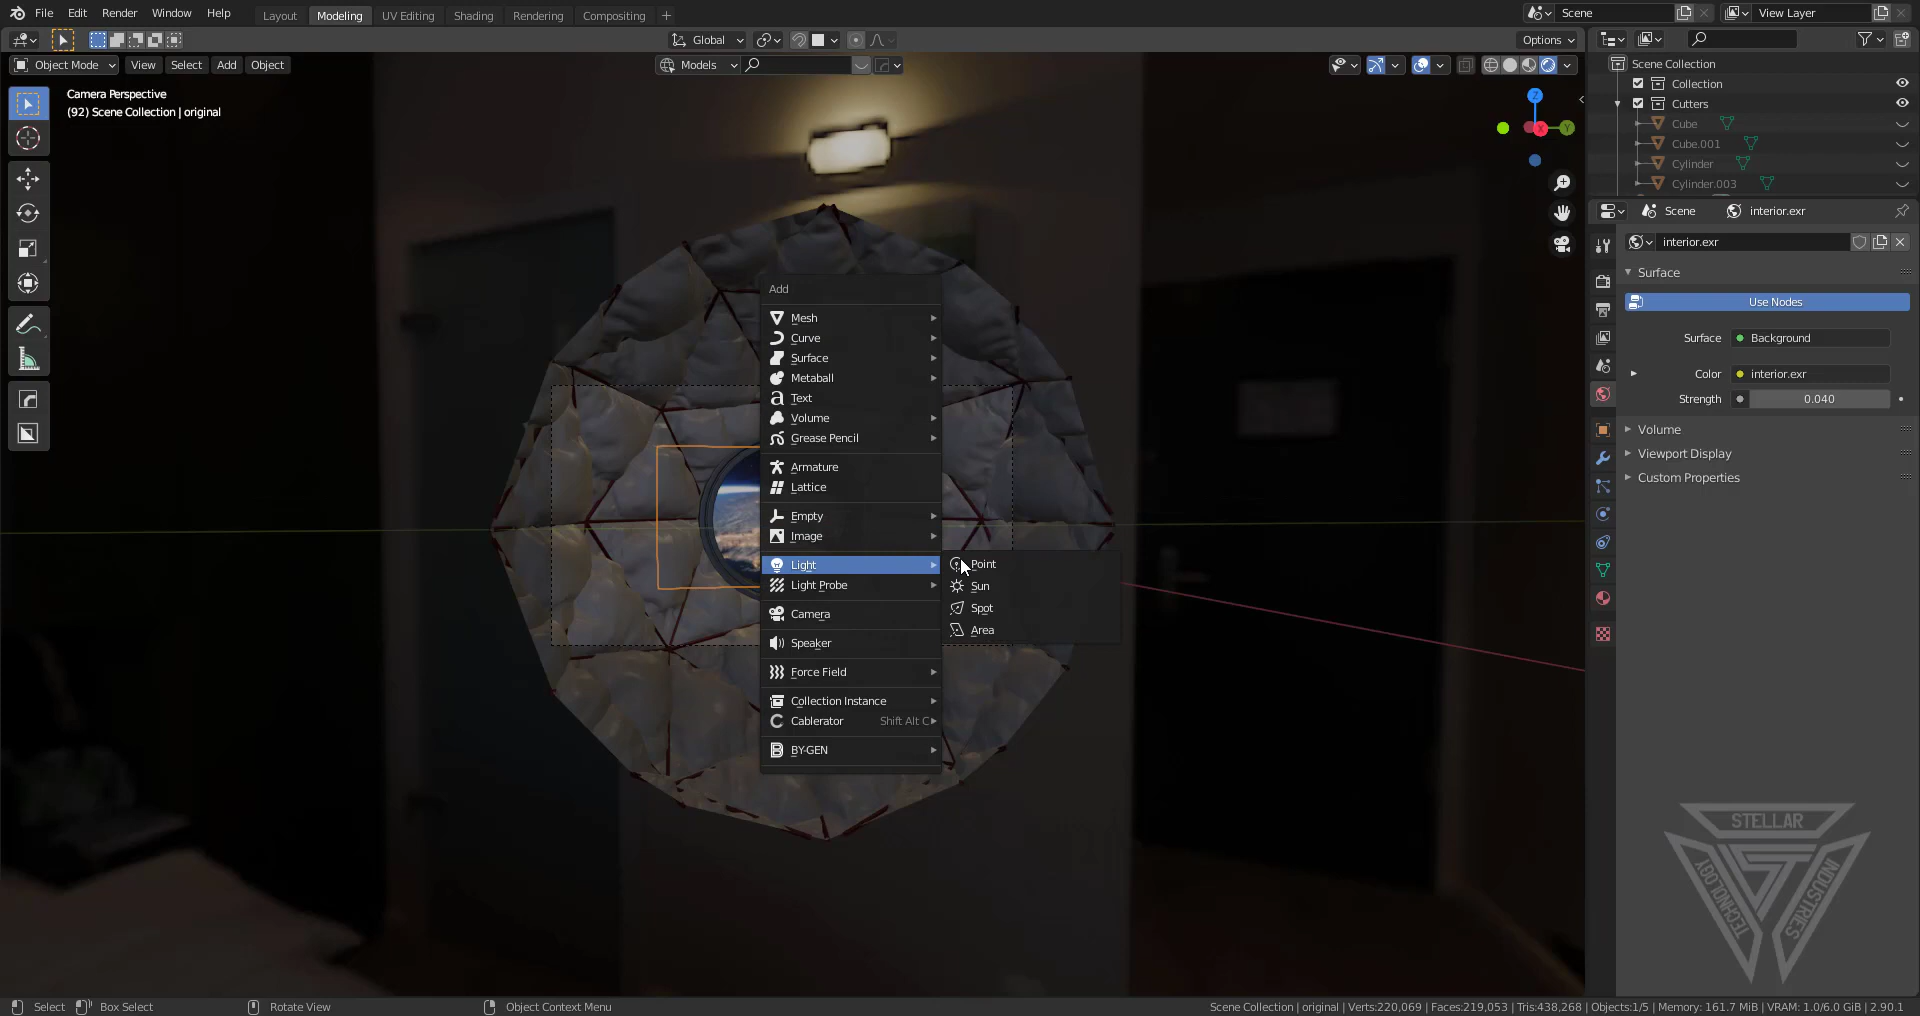 File Edit Render Window Help Layout Modeling UV Editing Shading Rendering Compositing + Scene View Layer
Global Options
Object Mode View Select Add Object Models
Camera Perspective
(92) Scene Collection | original
Z
X
Y
Add
Mesh
Curve
Surface
Metaball
Text
Volume
Grease Pencil
Armature
Lattice
Empty
Image
Light
Light Probe
Camera
Speaker
Force Field
Collection Instance
Cablerator Shift Alt C
BY-GEN
Point
Sun
Spot
Area
Scene Collection
Collection
Cutters
Cube
Cube.001
Cylinder
Cylinder.003
Scene interior.exr
interior.exr
Surface
Use Nodes
Surface Background
Color interior.exr
Strength 0.040
Volume
Viewport Display
Custom Properties
STELLAR
TECHNOLOGY
INDUSTRIES
Select Box Select Rotate View Object Context Menu Scene Collection | original | Verts:220,069 | Faces:219,053 | Tris:438,268 | Objects:1/5 | Memory: 161.7 MiB | VRAM: 1.0/6.0 GiB | 2.90.1